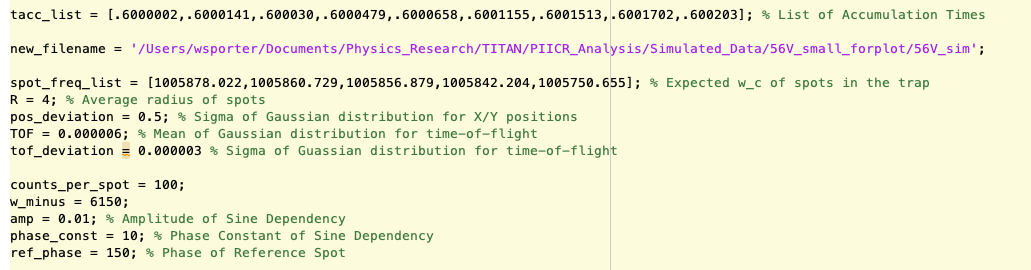 tacc_list = [.6000002,.6000141,.600030,.6000479,.6000658,.6001155,.6001513,.6001702,.600203]; % List of Accumulation Times
new_filename = '/Users/wsporter/Documents/Physics_Research/TITAN/PIICR_Analysis/Simulated_Data/56V_small_forplot/56V_sim';
spot_freq_list = [1005878.022,1005860.729,1005856.879,1005842.204,1005750.655]; % Expected w_c of spots in the trap
R = 4; % Average radius of spots
pos_deviation = 0.5; % Sigma of Gaussian distribution for X/Y positions
TOF = 0.000006; % Mean of Gaussian distribution for time-of-flight
tof_deviation = 0.000003 % Sigma of Guassian distribution for time-of-flight
counts_per_spot = 100;
w_minus = 6150;
amp = 0.01; % Amplitude of Sine Dependency
phase_const = 10; % Phase Constant of Sine Dependency
ref_phase = 150; % Phase of Reference Spot